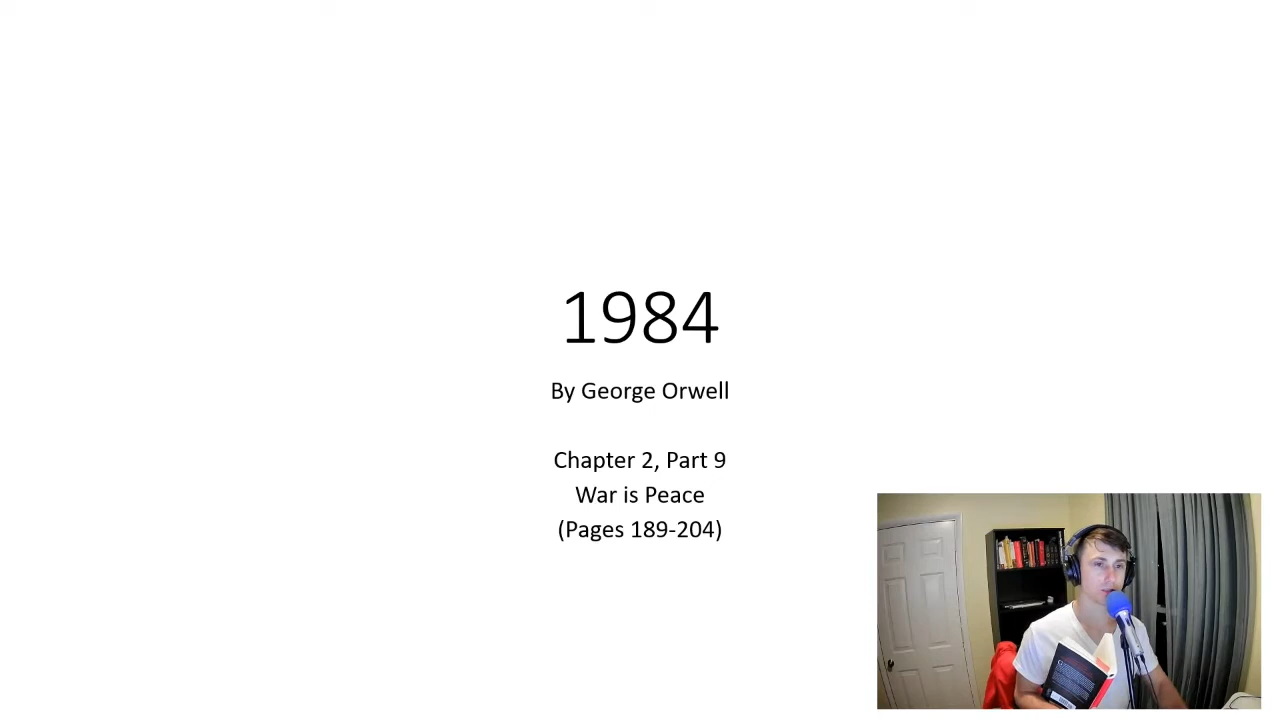 1984
By George Orwell
Chapter 2, Part 9
War is Peace
(Pages 189-204)